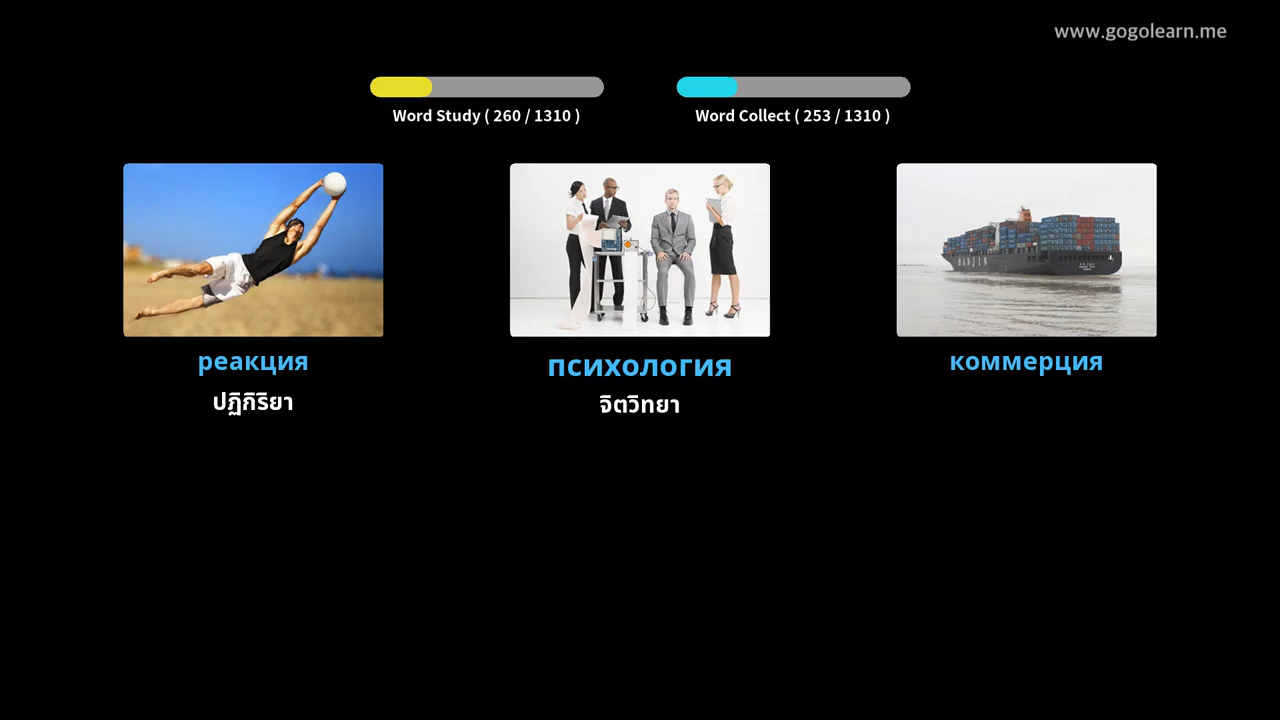 www.gogolearn.me
Word Study ( 260 / 1310 )
Word Collect ( 253 / 1310 )
реакция
психология
коммерция
ปฏิกิริยา
จิตวิทยา